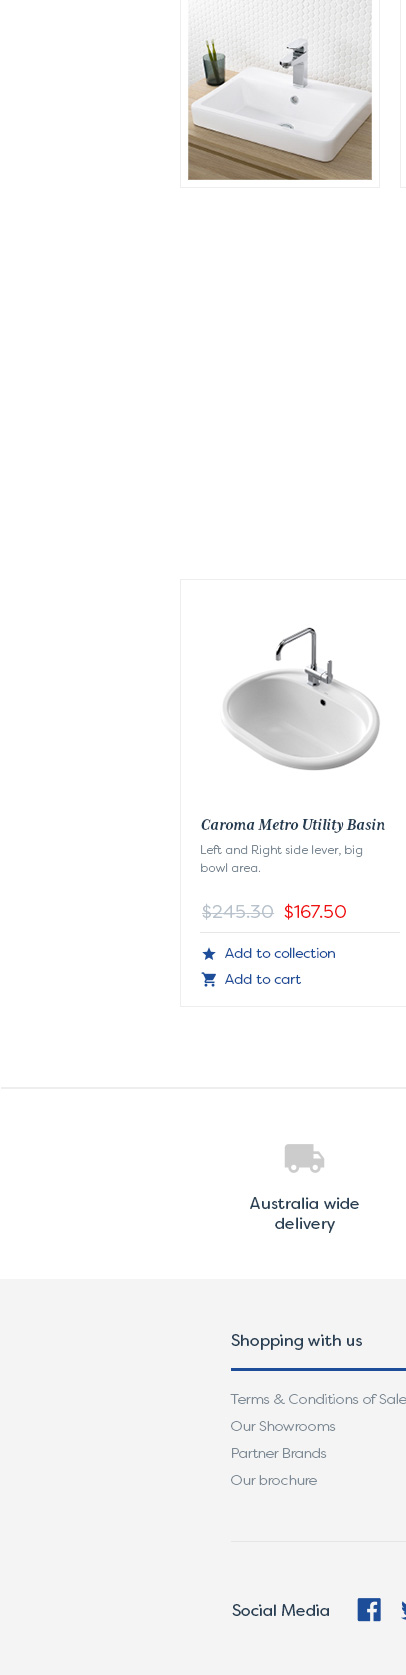 Caroma Metro Utility Basin
Left and Right side lever, big
bowl area.
$245.30 $167.50
Add to collection
Add to cart
Australia wide
delivery
Shopping with us
Terms & Conditions of Sale
Our Showrooms
Partner Brands
Our brochure
Social Media